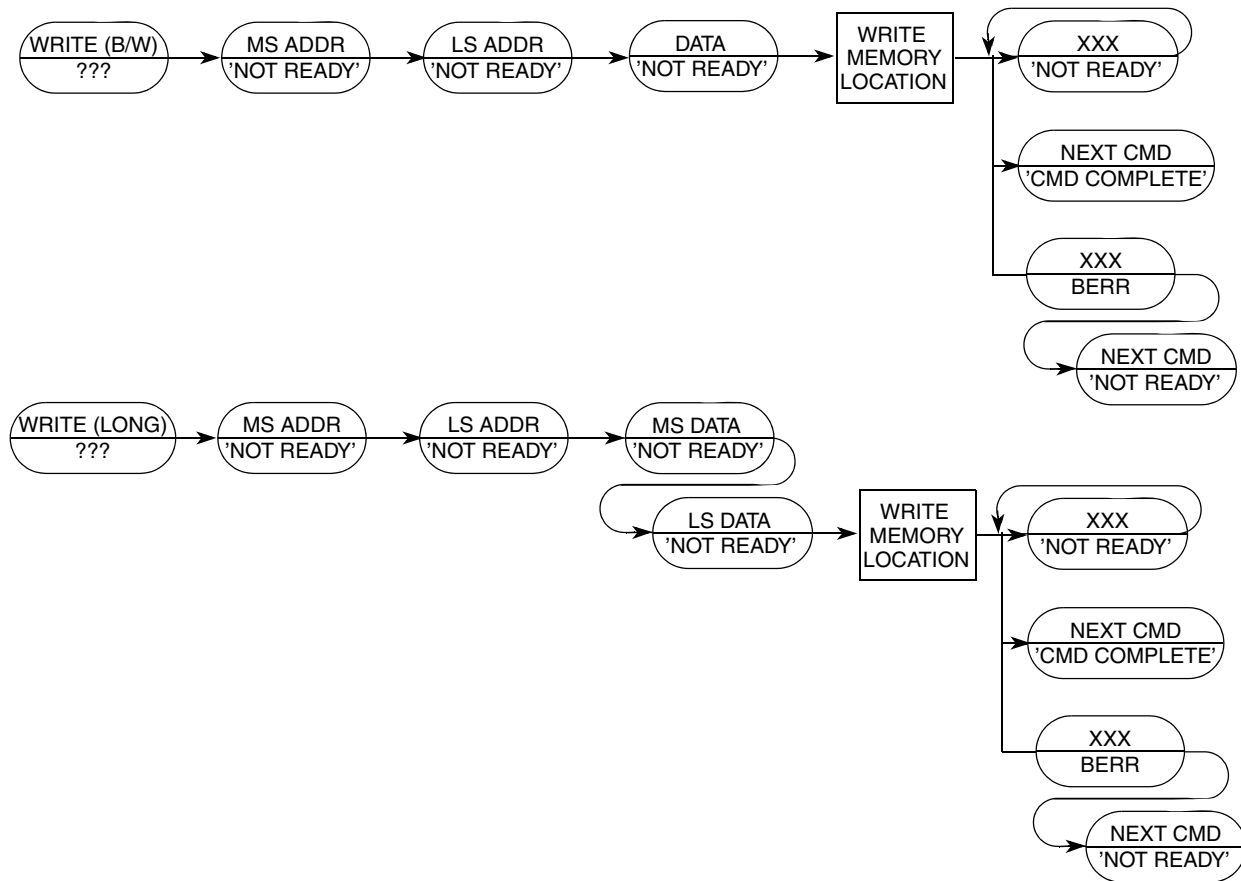 WRITE (B/W)
???
MS ADDR
'NOT READY'
LS ADDR
'NOT READY'
DATA
'NOT READY'
WRITE
MEMORY
LOCATION
XXX
'NOT READY'
NEXT CMD
'CMD COMPLETE'
XXX
BERR
NEXT CMD
'NOT READY'
WRITE (LONG)
???
MS ADDR
'NOT READY'
LS ADDR
'NOT READY'
MS DATA
'NOT READY'
LS DATA
'NOT READY'
WRITE
MEMORY
LOCATION
XXX
'NOT READY'
NEXT CMD
'CMD COMPLETE'
XXX
BERR
NEXT CMD
'NOT READY'